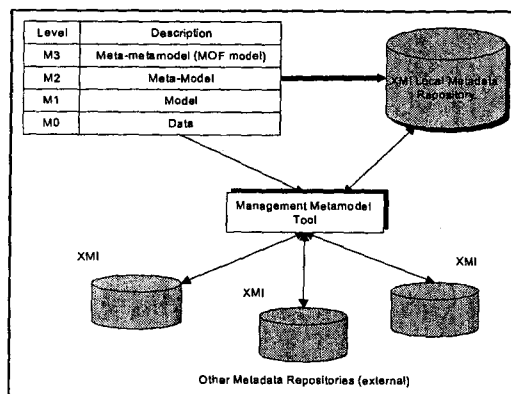 Level Description
M3 Meta-metamodel (MOF model)
M2 Meta-Model
M1 Model
M0 Data
XMI Local Metadata
Repository
Management Metamodel
Tool
XMI
XMI
XMI
Other Metadata Repositories (external)